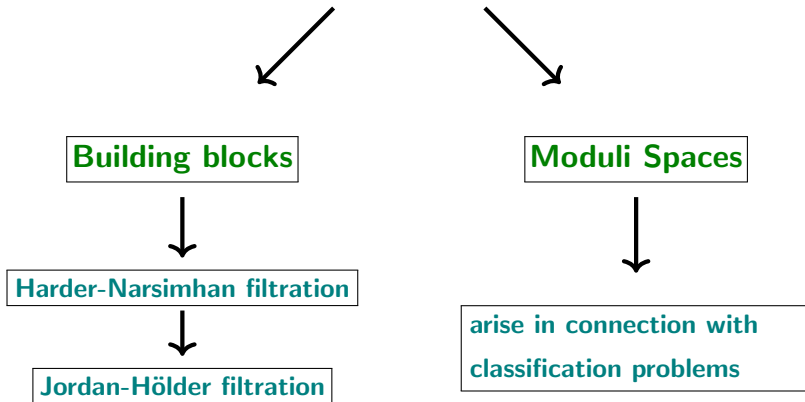 Building blocks
Moduli Spaces
Harder-Narsimhan filtration
arise in connection with
classification problems
Jordan-Hölder filtration